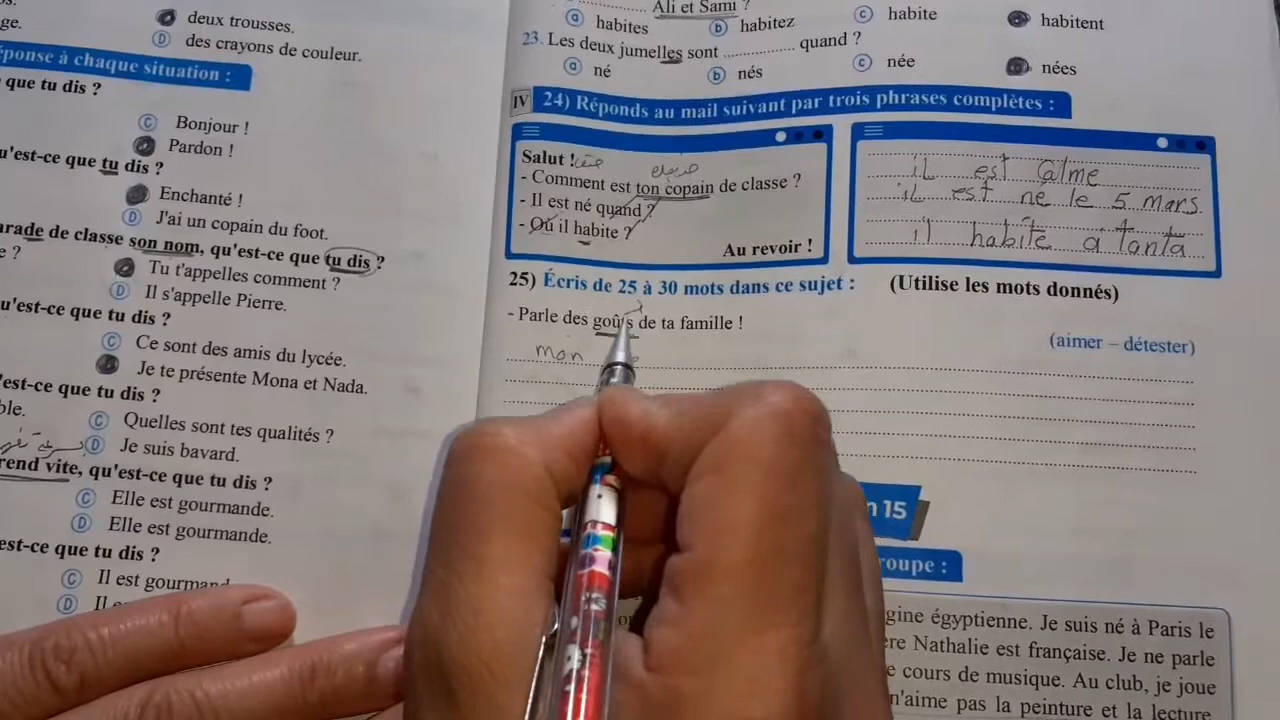 ge.
deux trousses.
D des crayons de couleur.
éponse à chaque situation :
que tu dis ?
C Bonjour !
Pardon !
u'est-ce que tu dis ?
Enchanté !
D J'ai un copain du foot.
arade de classe son nom, qu'est-ce que tu dis ?
e ?
Tu t'appelles comment ?
D Il s'appelle Pierre.
u'est-ce que tu dis ?
C Ce sont des amis du lycée.
Je te présente Mona et Nada.
'est-ce que tu dis ?
ble.
C Quelles sont tes qualités ?
D Je suis bavard.
rend vite, qu'est-ce que tu dis ?
C Elle est gourmande.
D Elle est gourmande.
est-ce que tu dis ?
C Il est gourmand
D Il
Ali et Sami ?
a habites b habitez c habite habitent
23. Les deux jumelles sont ............ quand ?
a né b nés c née nées
IV 24) Réponds au mail suivant par trois phrases complètes :
Salut !
- Comment est ton copain de classe ?
- Il est né quand ?
- Où il habite ?
Au revoir !
il est calme
il est né le 5 mars.
il habite à tanta
25) Écris de 25 à 30 mots dans ce sujet : (Utilise les mots donnés)
- Parle des goûts de ta famille !
(aimer – détester)
mon
n 15
roupe :
gine égyptienne. Je suis né à Paris le
ère Nathalie est française. Je ne parle
e cours de musique. Au club, je joue
n'aime pas la peinture et la lecture